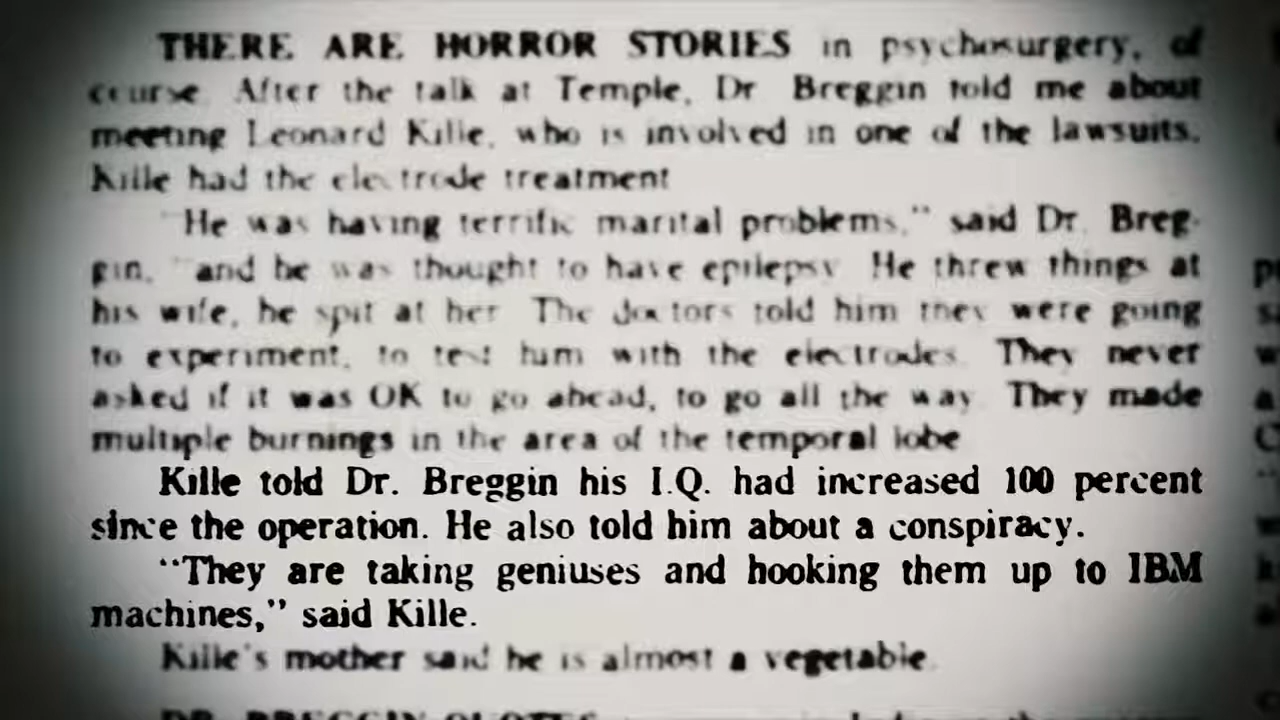 THERE ARE HORROR STORIES in psychosurgery, of
course. After the talk at Temple, Dr. Breggin told me about
meeting Leonard Kille, who is involved in one of the lawsuits.
Kille had the electrode treatment
"He was having terrific marital problems," said Dr. Breg-
gin, "and he was thought to have epilepsy. He threw things at
his wife, he spit at her. The doctors told him they were going
to experiment, to test him with the electrodes. They never
asked if it was OK to go ahead, to go all the way. They made
multiple burnings in the area of the temporal lobe
Kille told Dr. Breggin his I.Q. had increased 100 percent
since the operation. He also told him about a conspiracy.
"They are taking geniuses and hooking them up to IBM
machines," said Kille.
Kille's mother said he is almost a vegetable.
DR. BREGGIN QUOTES